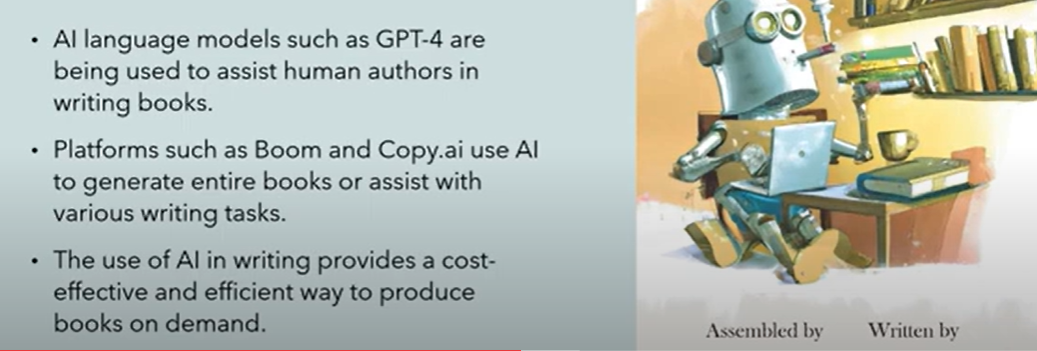 • AI language models such as GPT-4 are
being used to assist human authors in
writing books.
• Platforms such as Boom and Copy.ai use AI
to generate entire books or assist with
various writing tasks.
• The use of AI in writing provides a cost-
effective and efficient way to produce
books on demand.
Assembled by Written by